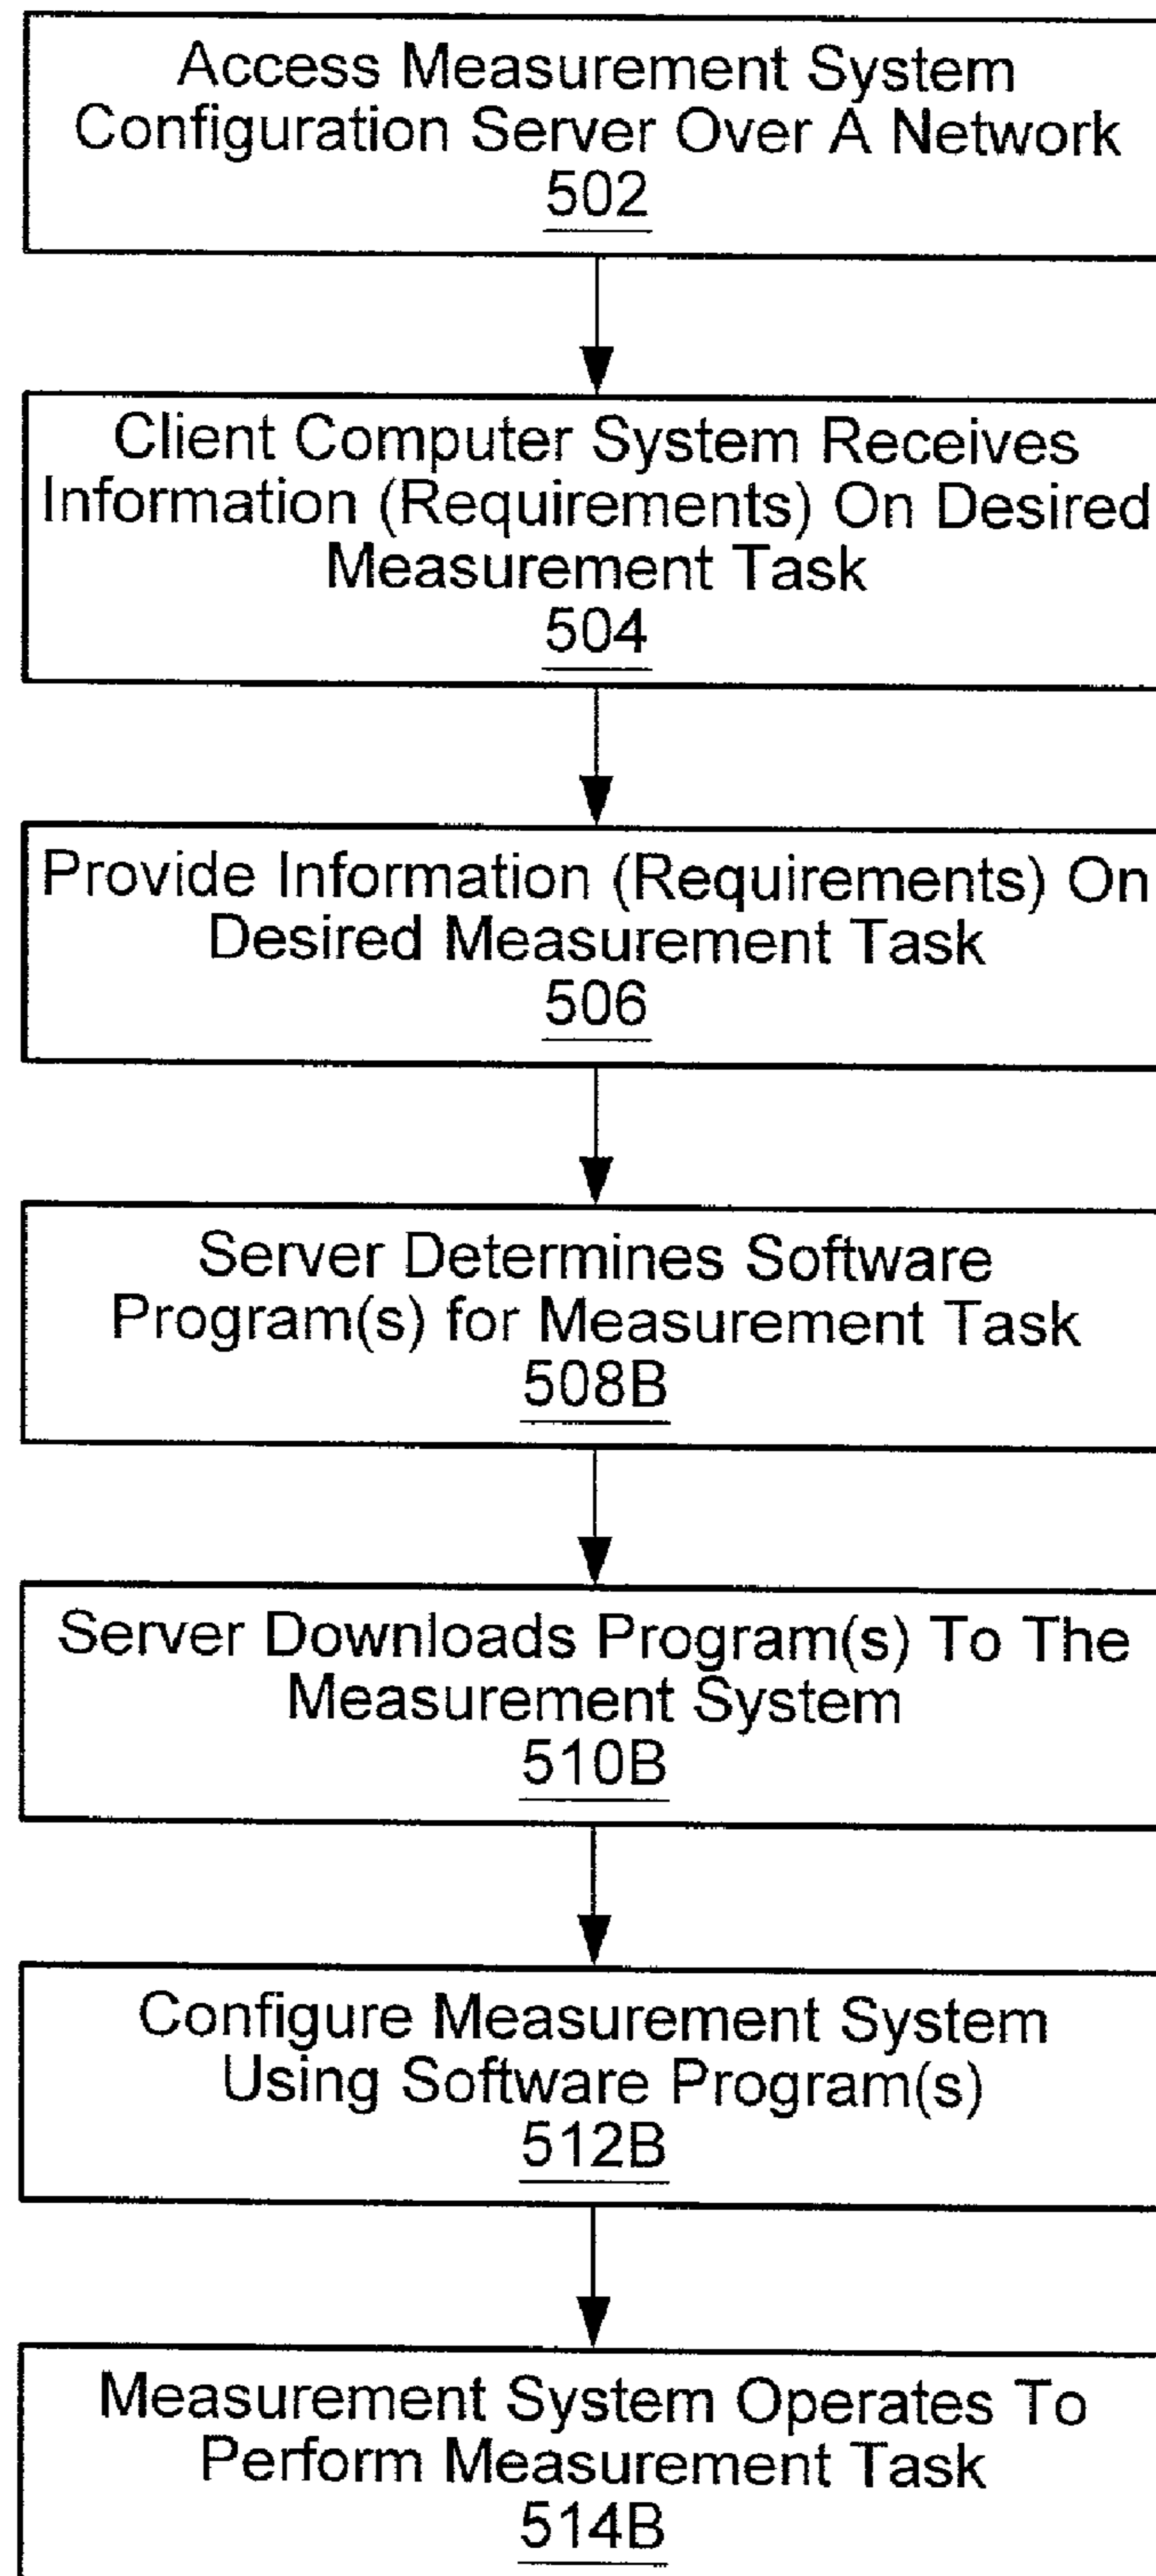 Access Measurement System
Configuration Server Over A Network
502
Client Computer System Receives
Information (Requirements) On Desired
Measurement Task
504
Provide Information (Requirements) On
Desired Measurement Task
506
Server Determines Software
Program(s) for Measurement Task
508B
Server Downloads Program(s) To The
Measurement System
510B
Configure Measurement System
Using Software Program(s)
512B
Measurement System Operates To
Perform Measurement Task
514B